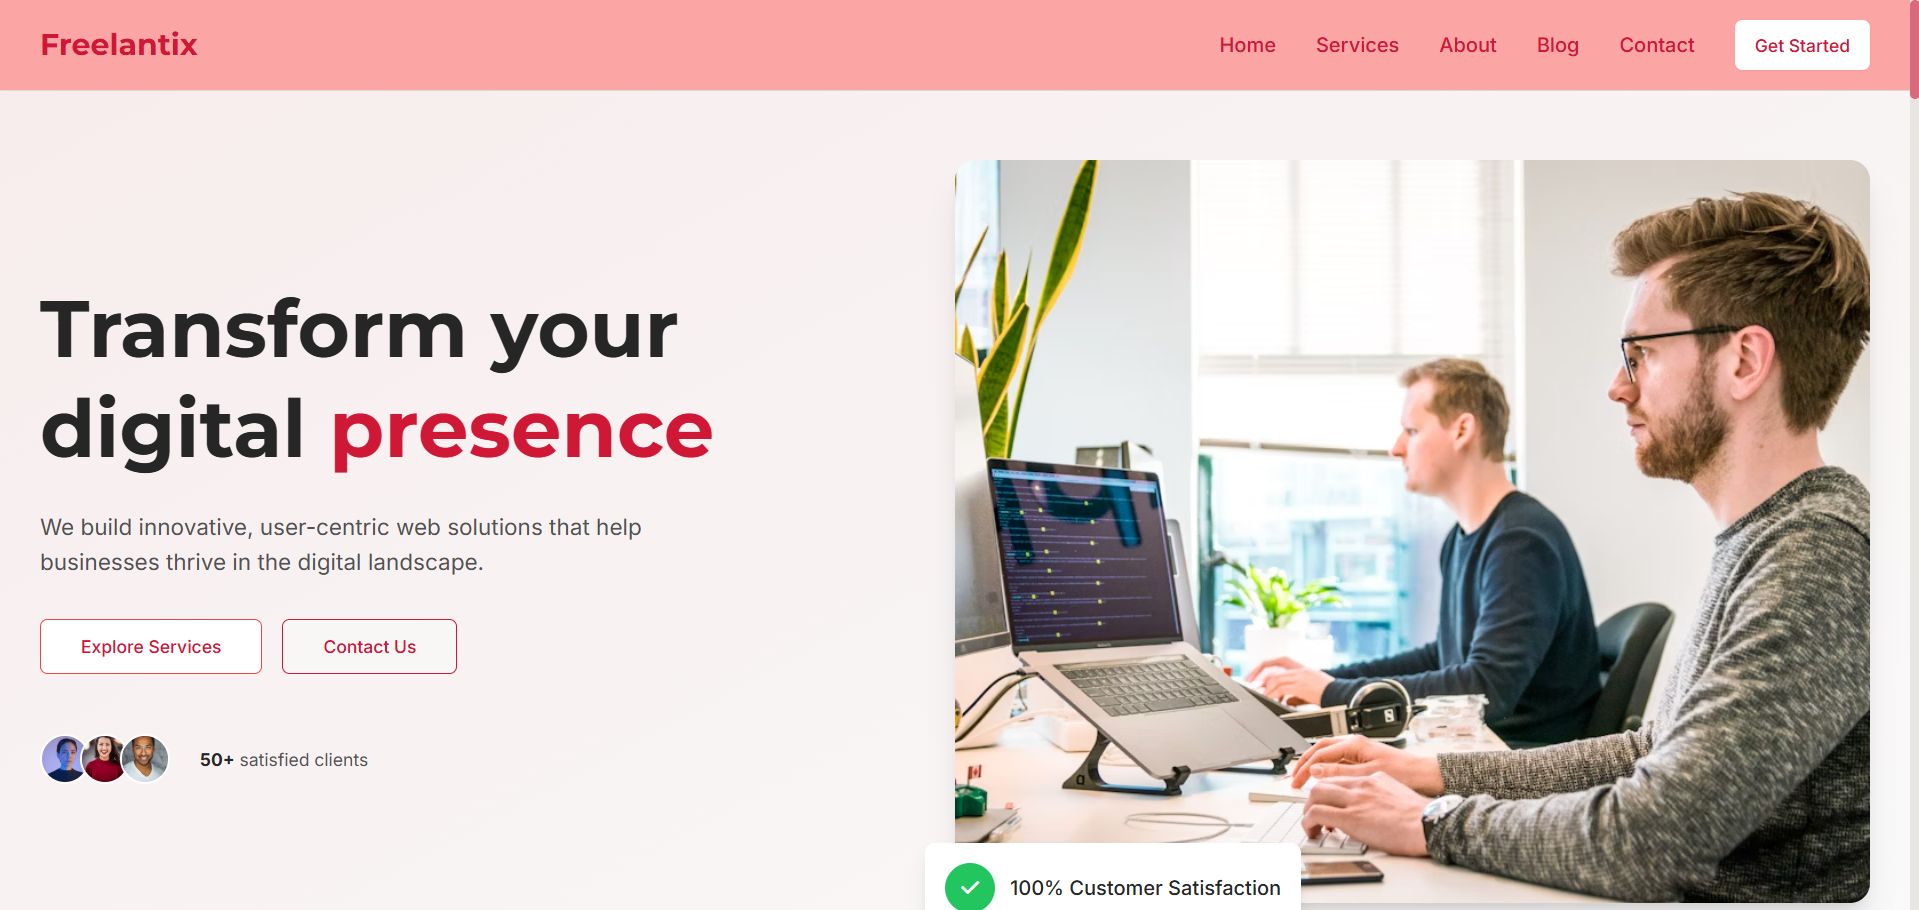 Freelantix
Home
Services
About
Blog
Contact
Get Started
Transform your
digital presence
We build innovative, user-centric web solutions that help
businesses thrive in the digital landscape.
Explore Services
Contact Us
50+ satisfied clients
100% Customer Satisfaction